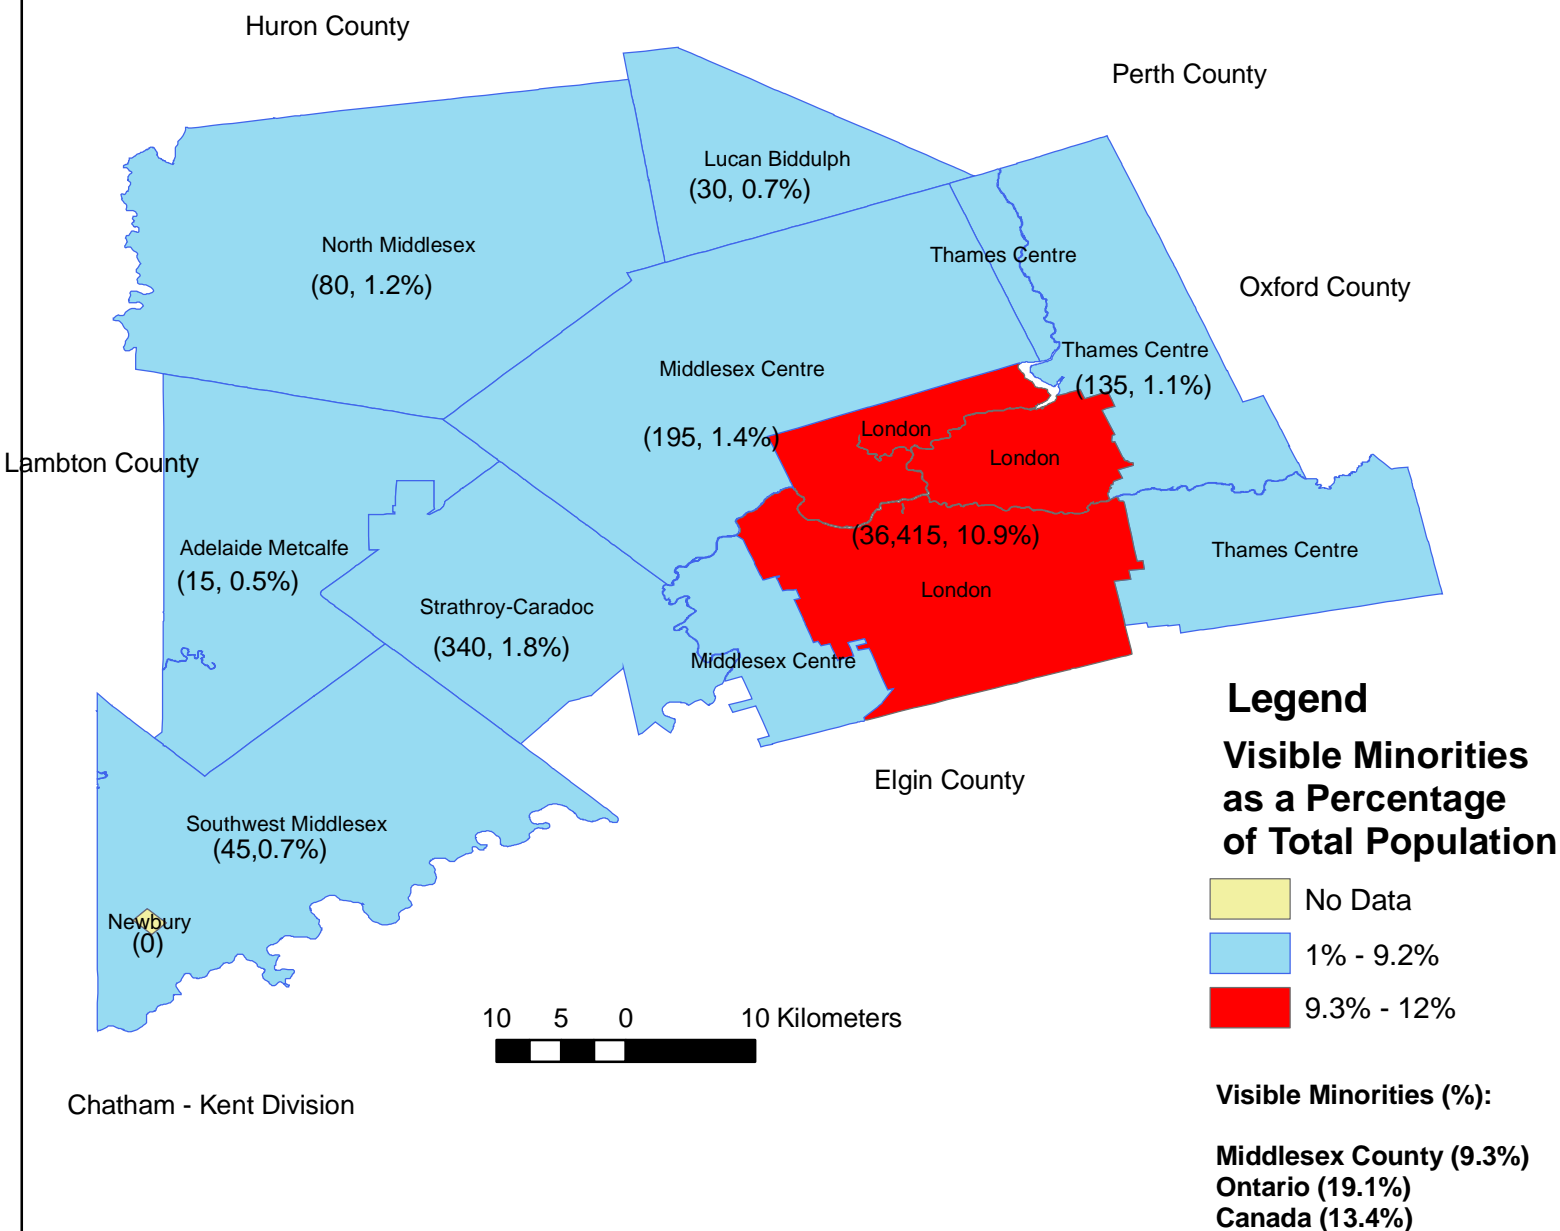 Huron County
Perth County
Lucan Biddulph
(30, 0.7%)
North Middlesex
(80, 1.2%)
Thames Centre
Oxford County
Thames Centre
(135, 1.1%)
Middlesex Centre
(195, 1.4%)
London
London
Lambton County
(36,415, 10.9%)
London
Thames Centre
Adelaide Metcalfe
(15, 0.5%)
Strathroy-Caradoc
(340, 1.8%)
Middlesex Centre
Elgin County
Southwest Middlesex
(45,0.7%)
Newbury
(0)
10 5 0 10 Kilometers
Chatham - Kent Division
Legend
Visible Minorities
as a Percentage
of Total Population
No Data
1% - 9.2%
9.3% - 12%
Visible Minorities (%):
Middlesex County (9.3%)
Ontario (19.1%)
Canada (13.4%)